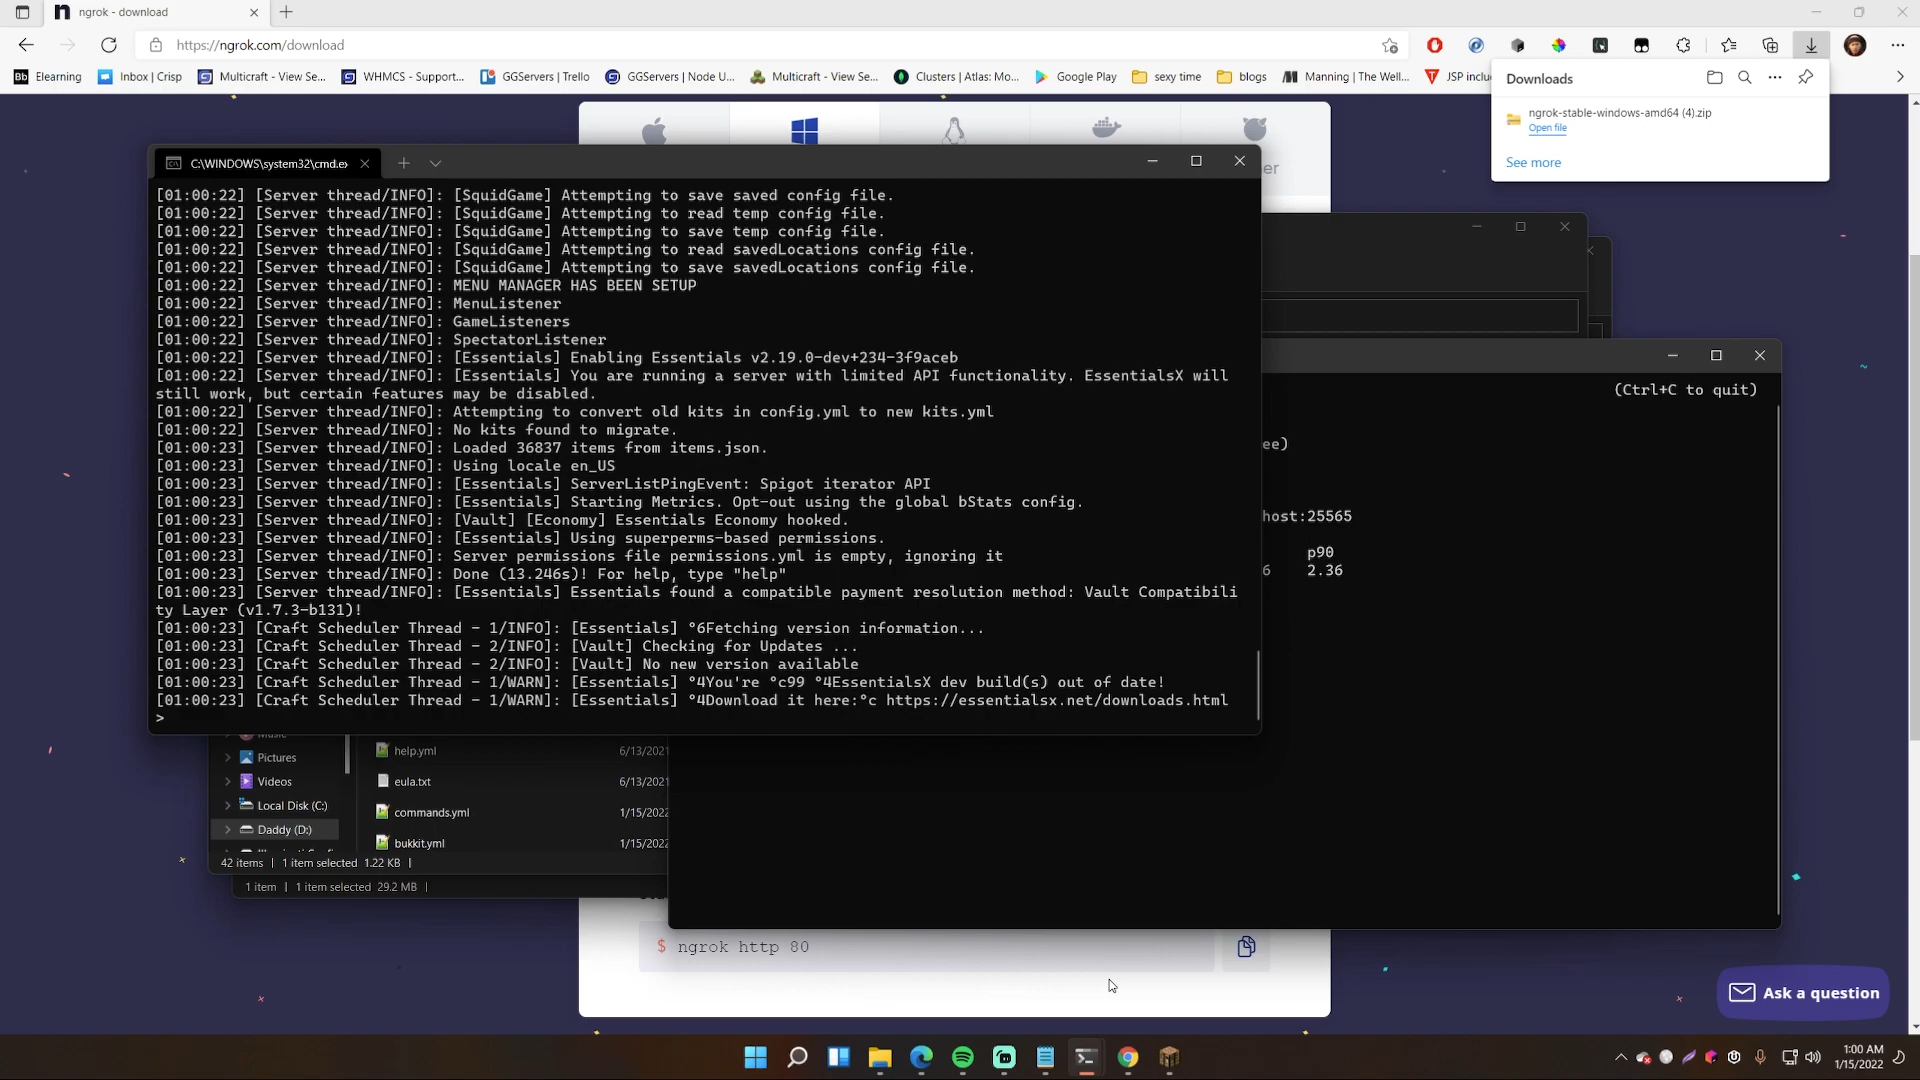 ngrok - download
https://ngrok.com/download
Bb Elearning
Inbox | Crisp
Multicraft - View Se...
WHMCS - Support...
GGServers | Trello
GGServers | Node U...
Multicraft - View Se...
Clusters | Atlas: Mo...
Google Play
sexy time
blogs
Manning | The Well...
JSP inclu
Downloads
ngrok-stable-windows-amd64 (4).zip
Open file
See more
er
C:\WINDOWS\system32\cmd.e
[01:00:22] [Server thread/INFO]: [SquidGame] Attempting to save saved config file.
[01:00:22] [Server thread/INFO]: [SquidGame] Attempting to read temp config file.
[01:00:22] [Server thread/INFO]: [SquidGame] Attempting to save temp config file.
[01:00:22] [Server thread/INFO]: [SquidGame] Attempting to read savedLocations config file.
[01:00:22] [Server thread/INFO]: [SquidGame] Attempting to save savedLocations config file.
[01:00:22] [Server thread/INFO]: MENU MANAGER HAS BEEN SETUP
[01:00:22] [Server thread/INFO]: MenuListener
[01:00:22] [Server thread/INFO]: GameListeners
[01:00:22] [Server thread/INFO]: SpectatorListener
[01:00:22] [Server thread/INFO]: [Essentials] Enabling Essentials v2.19.0-dev+234-3f9aceb
[01:00:22] [Server thread/INFO]: [Essentials] You are running a server with limited API functionality. EssentialsX will
still work, but certain features may be disabled.
[01:00:22] [Server thread/INFO]: Attempting to convert old kits in config.yml to new kits.yml
[01:00:22] [Server thread/INFO]: No kits found to migrate.
[01:00:23] [Server thread/INFO]: Loaded 36837 items from items.json.
[01:00:23] [Server thread/INFO]: Using locale en_US
[01:00:23] [Server thread/INFO]: [Essentials] ServerListPingEvent: Spigot iterator API
[01:00:23] [Server thread/INFO]: [Essentials] Starting Metrics. Opt-out using the global bStats config.
[01:00:23] [Server thread/INFO]: [Vault] [Economy] Essentials Economy hooked.
[01:00:23] [Server thread/INFO]: [Essentials] Using superperms-based permissions.
[01:00:23] [Server thread/INFO]: Server permissions file permissions.yml is empty, ignoring it
[01:00:23] [Server thread/INFO]: Done (13.246s)! For help, type "help"
[01:00:23] [Server thread/INFO]: [Essentials] Essentials found a compatible payment resolution method: Vault Compatibili
ty Layer (v1.7.3-b131)!
[01:00:23] [Craft Scheduler Thread - 1/INFO]: [Essentials] °6Fetching version information...
[01:00:23] [Craft Scheduler Thread - 2/INFO]: [Vault] Checking for Updates ...
[01:00:23] [Craft Scheduler Thread - 2/INFO]: [Vault] No new version available
[01:00:23] [Craft Scheduler Thread - 1/WARN]: [Essentials] °4You're °c99 °4EssentialsX dev build(s) out of date!
[01:00:23] [Craft Scheduler Thread - 1/WARN]: [Essentials] °4Download it here:°c https://essentialsx.net/downloads.html
>
(Ctrl+C to quit)
ee)
host:25565
p90
6 2.36
Pictures
Videos
Local Disk (C:)
Daddy (D:)
help.yml 6/13/2021
eula.txt 6/13/2021
commands.yml 1/15/2022
bukkit.yml 1/15/2022
42 items | 1 item selected 1.22 KB |
1 item | 1 item selected 29.2 MB |
$ ngrok http 80
Ask a question
1:00 AM
1/15/2022